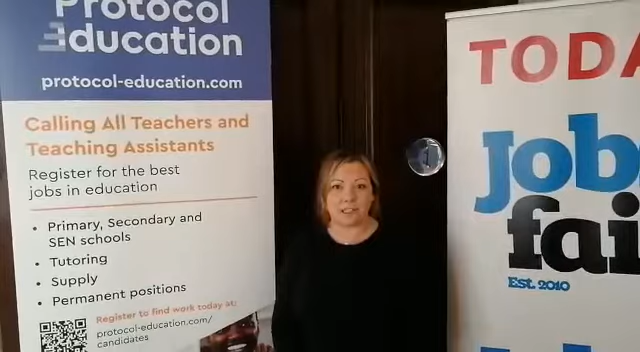 Protocol
Education
protocol-education.com
Calling All Teachers and
Teaching Assistants
Register for the best
jobs in education
• Primary, Secondary and
SEN schools
• Tutoring
• Supply
• Permanent positions
Register to find work today at:
protocol-education.com/
candidates
1
TODA
Job
fai
Est. 2010